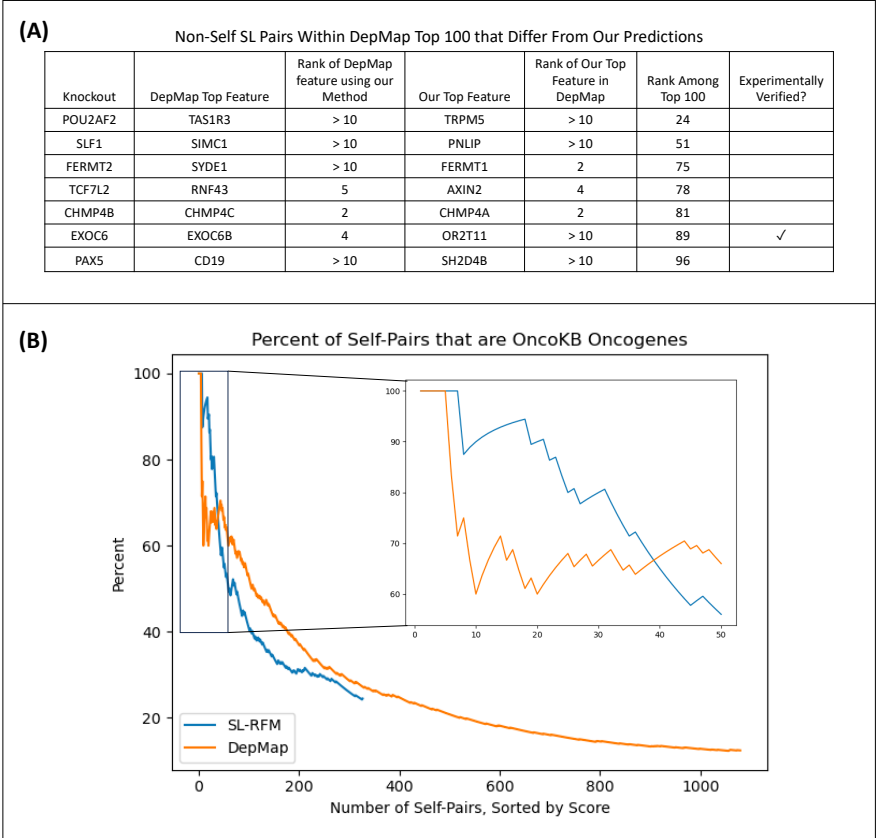 (A)
Non-Self SL Pairs Within DepMap Top 100 that Differ From Our Predictions
Knockout DepMap Top Feature Rank of DepMap feature using our Method Our Top Feature Rank of Our Top Feature in DepMap Rank Among Top 100 Experimentally Verified?
POU2AF2 TAS1R3 > 10 TRPM5 > 10 24
SLF1 SIMC1 > 10 PNLIP > 10 51
FERMT2 SYDE1 > 10 FERMT1 2 75
TCF7L2 RNF43 5 AXIN2 4 78
CHMP4B CHMP4C 2 CHMP4A 2 81
EXOC6 EXOC6B 4 OR2T11 > 10 89 ✓
PAX5 CD19 > 10 SH2D4B > 10 96
(B)
Percent of Self-Pairs that are OncoKB Oncogenes
Percent
100
80
60
40
20
100
90
80
70
60
0 10 20 30 40 50
SL-RFM
DepMap
0 200 400 600 800 1000
Number of Self-Pairs, Sorted by Score